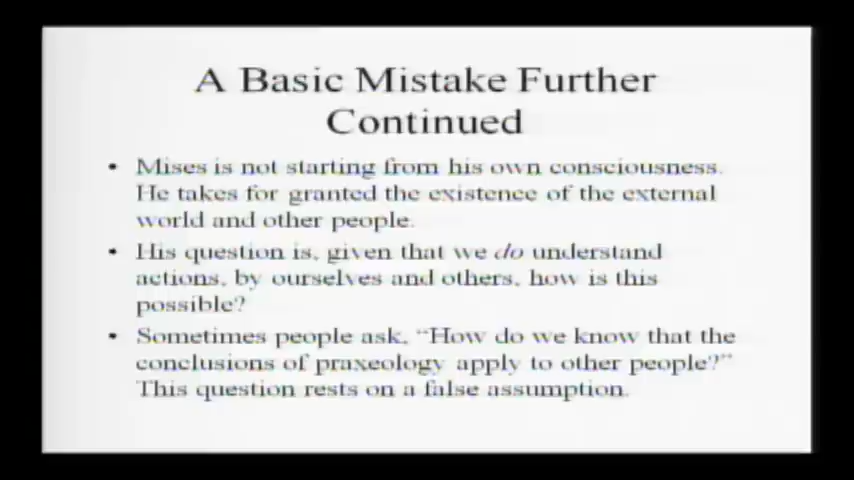 A Basic Mistake Further
Continued
• Mises is not starting from his own consciousness.
He takes for granted the existence of the external
world and other people.
• His question is, given that we do understand
actions, by ourselves and others, how is this
possible?
• Sometimes people ask, “How do we know that the
conclusions of praxeology apply to other people?”
This question rests on a false assumption.